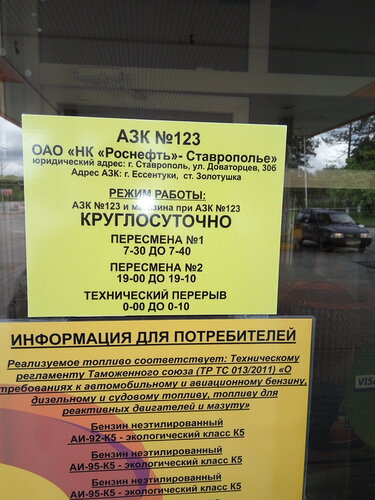 АЗК №123
ОАО «НК «Роснефть»- Ставрополье»
юридический адрес: г. Ставрополь, ул. Доваторцев, 30б
Адрес АЗК: г. Ессентуки, ст. Золотушка
РЕЖИМ РАБОТЫ:
АЗК №123 и магазина при АЗК №123
КРУГЛОСУТОЧНО
ПЕРЕСМЕНА №1
7-30 ДО 7-40
ПЕРЕСМЕНА №2
19-00 ДО 19-10
ТЕХНИЧЕСКИЙ ПЕРЕРЫВ
0-00 ДО 0-10
ИНФОРМАЦИЯ ДЛЯ ПОТРЕБИТЕЛЕЙ
Реализуемое топливо соответствует: Техническому
регламенту Таможенного союза (ТР ТС 013/2011) «О
требованиях к автомобильному и авиационному бензину,
дизельному и судовому топливу, топливу для
реактивных двигателей и мазуту»
Бензин неэтилированный
АИ-92-К5 - экологический класс К5
Бензин неэтилированный
АИ-95-К5 - экологический класс К5
Бензин неэтилированный
АИ-95-К5 - экологический класс К5
VISA